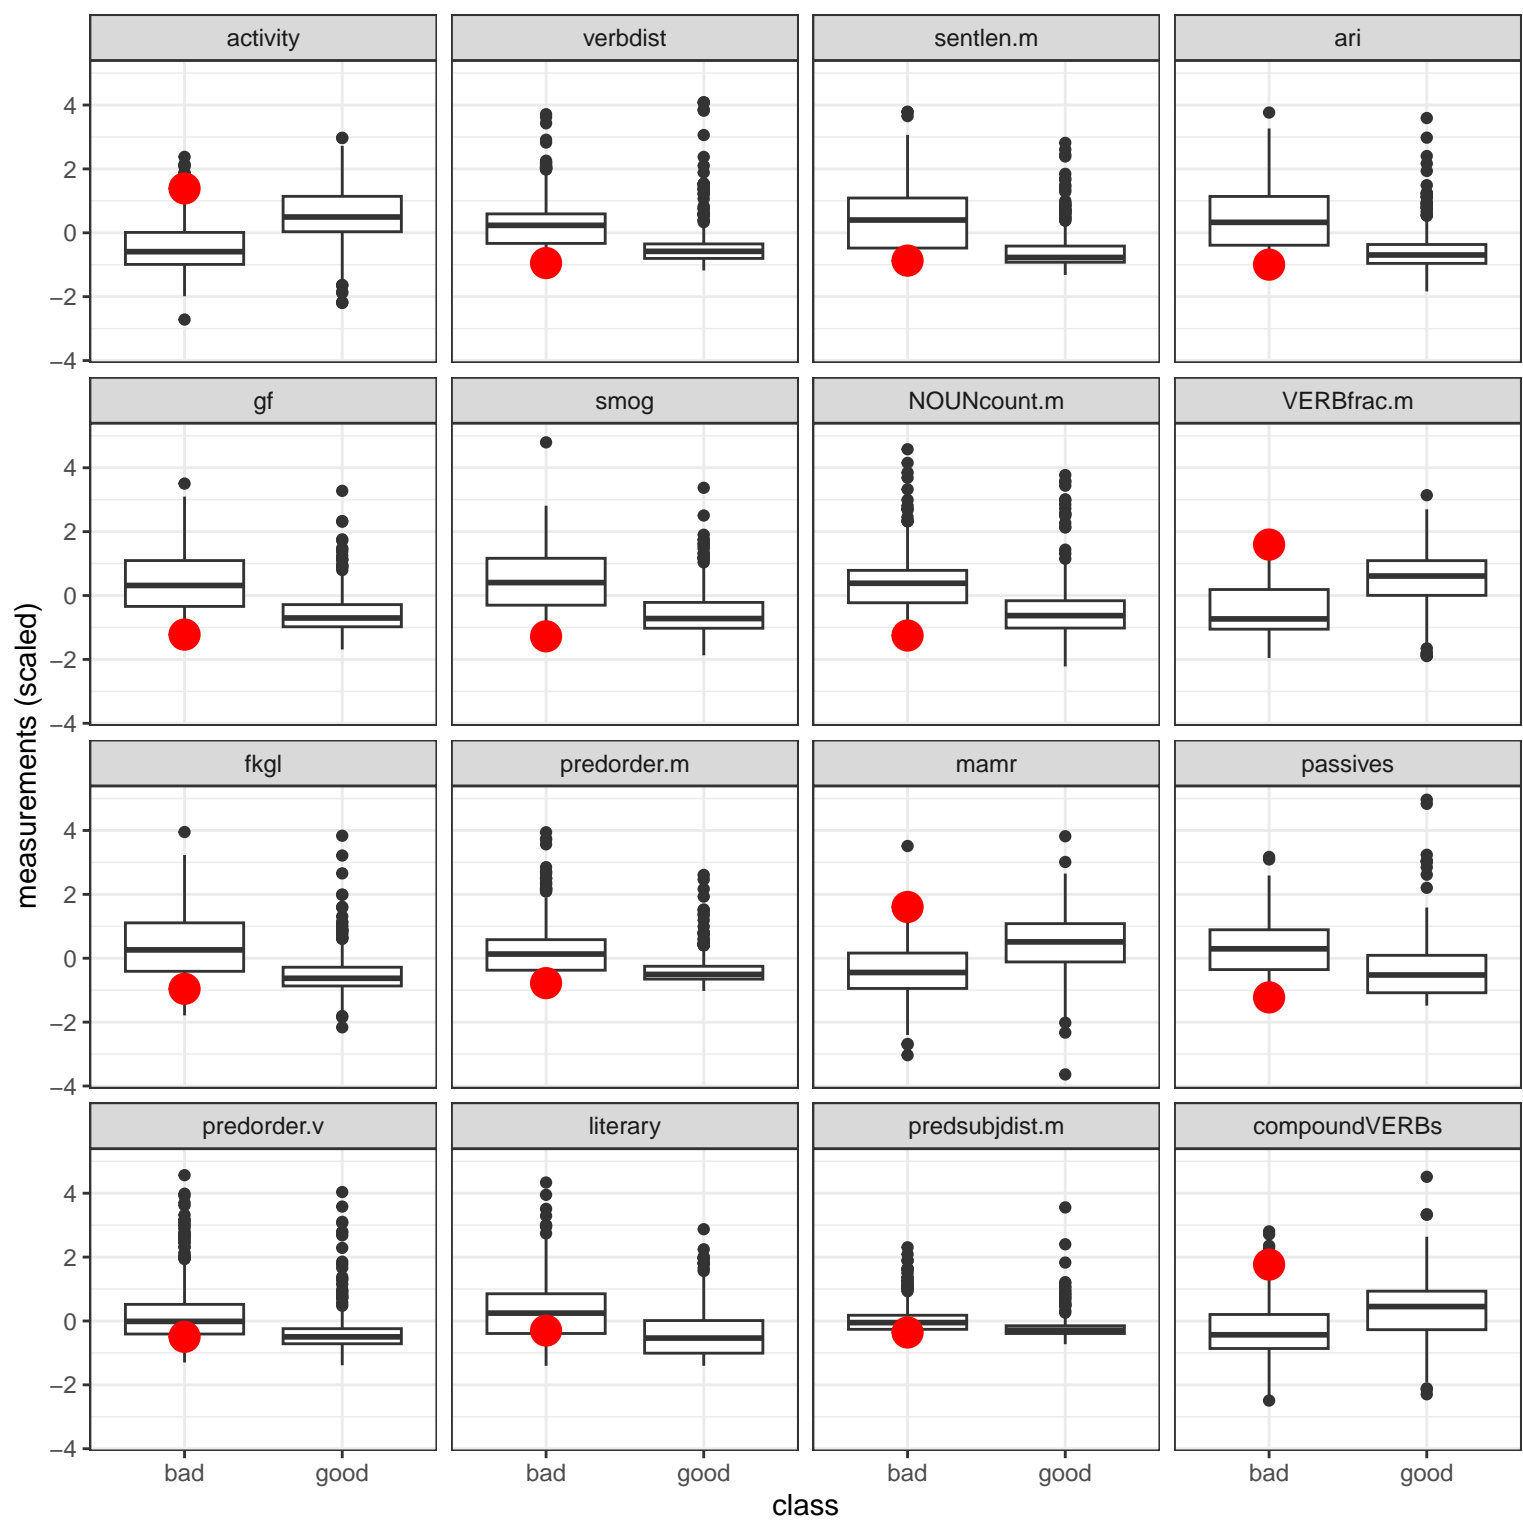 activity verbdist sentlen.m ari
4
2
0
−2
−4
gf smog NOUNcount.m VERBfrac.m
4
2
0
−2
−4
fkgl predorder.m mamr passives
4
2
0
−2
−4
predorder.v literary predsubjdist.m compoundVERBs
4
2
0
−2
−4
bad good bad good bad good bad good
class
measurements (scaled)